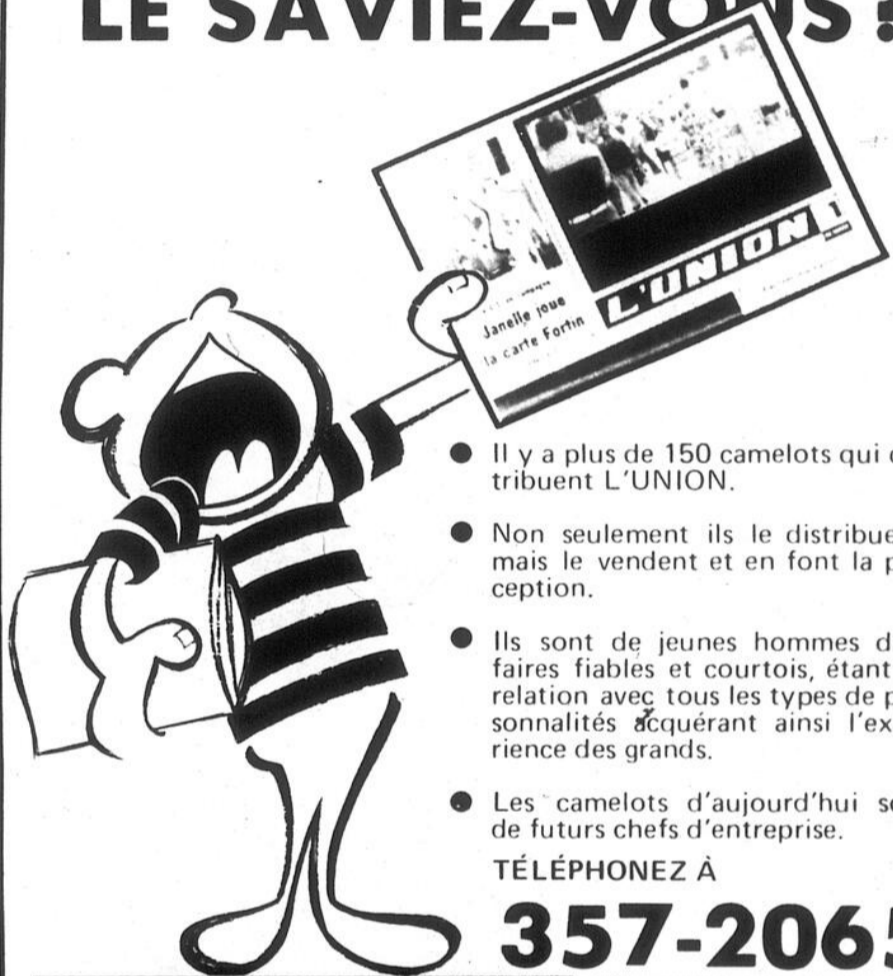 LE SAVIEZ-VOUS
L'UNION
Janelle joue
la carte Fortin
Il y a plus de 150 camelots qui
tribuent L'UNION.
Non seulement ils le distribue
mais le vendent et en font la p
ception.
Ils sont de jeunes hommes d
faires fiables et courtois, étant
relation avec tous les types de p
sonnalités acquérant ainsi l'ex
rience des grands.
Les camelots d'aujourd'hui s
de futurs chefs d'entreprise.
TÉLÉPHONEZ À
357-206